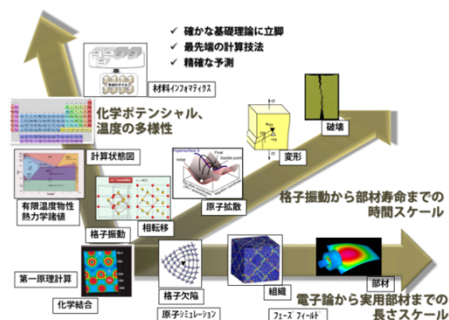 ✓ 確かな基礎理論に立脚
✓ 最先端の計算技法
✓ 精確な予測
材料インフォマティクス
化学ポテンシャル、
温度の多様性
破壊
計算状態図
変形
有限温度物性
熱力学諸値
原子拡散
相転移
格子振動
格子振動から部材寿命までの
時間スケール
第一原理計算
化学結合
格子欠陥
組織
部材
原子シミュレーション
フェーズ フィールド
電子論から実用部材までの
長さスケール